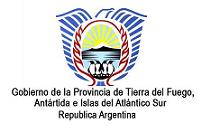 Gobierno de la Provincia de Tierra del Fuego,
Antártida e Islas del Atlántico Sur
Republica Argentina